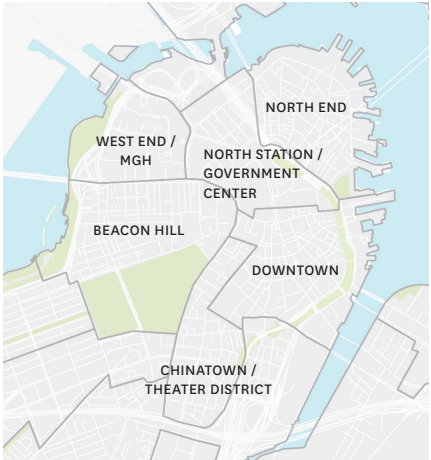 NORTH END
WEST END /
MGH
NORTH STATION /
GOVERNMENT
CENTER
BEACON HILL
DOWNTOWN
CHINATOWN /
THEATER DISTRICT